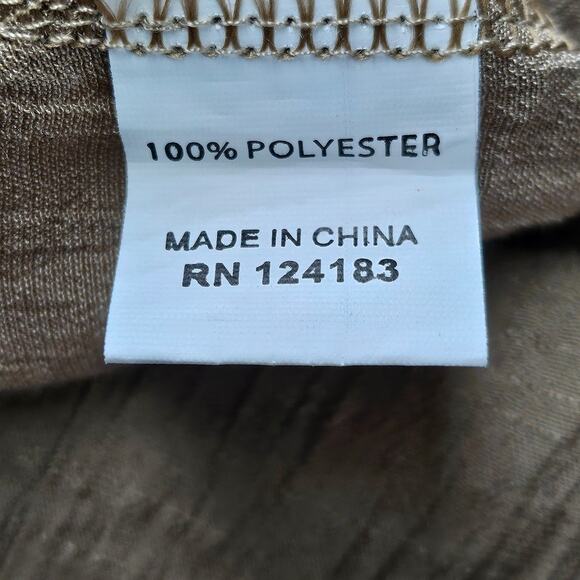 100% POLYESTER
MADE IN CHINA
RN 124183